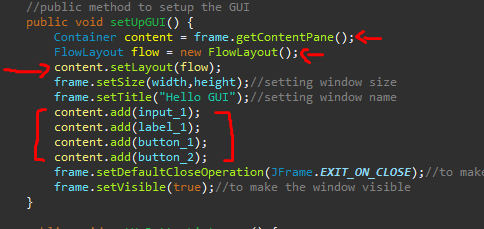 //public method to setup the GUI
public void setUpGUI() {
Container content = frame.getContentPane();
FlowLayout flow = new FlowLayout();
content.setLayout(flow);
frame.setSize(width,height);//setting window size
frame.setTitle("Hello GUI");//setting window name
content.add(input_1);
content.add(label_1);
content.add(button_1);
content.add(button_2);
frame.setDefaultCloseOperation(JFrame.EXIT_ON_CLOSE);//to mak
frame.setVisible(true);//to make the window visible
}